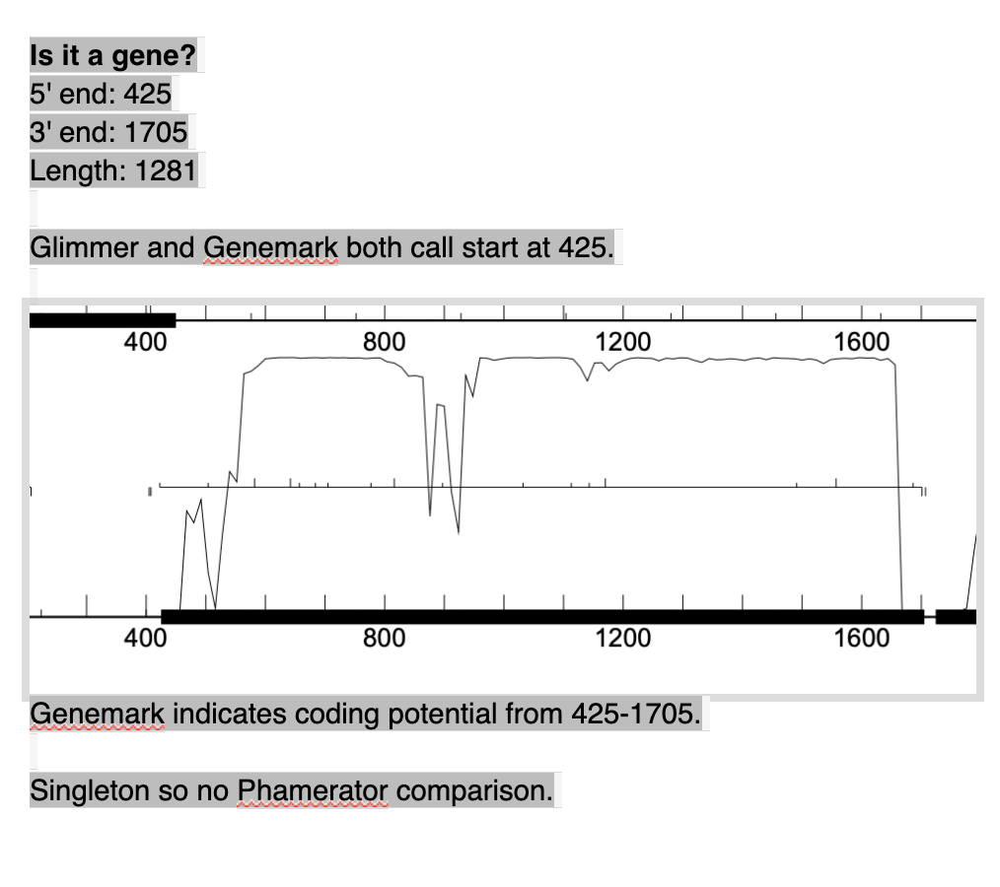 Is it a gene?
5' end: 425
3' end: 1705
Length: 1281
Glimmer and Genemark both call start at 425.
400 800 1200 1600
400 800 1200 1600
Genemark indicates coding potential from 425-1705.
Singleton so no Phamerator comparison.